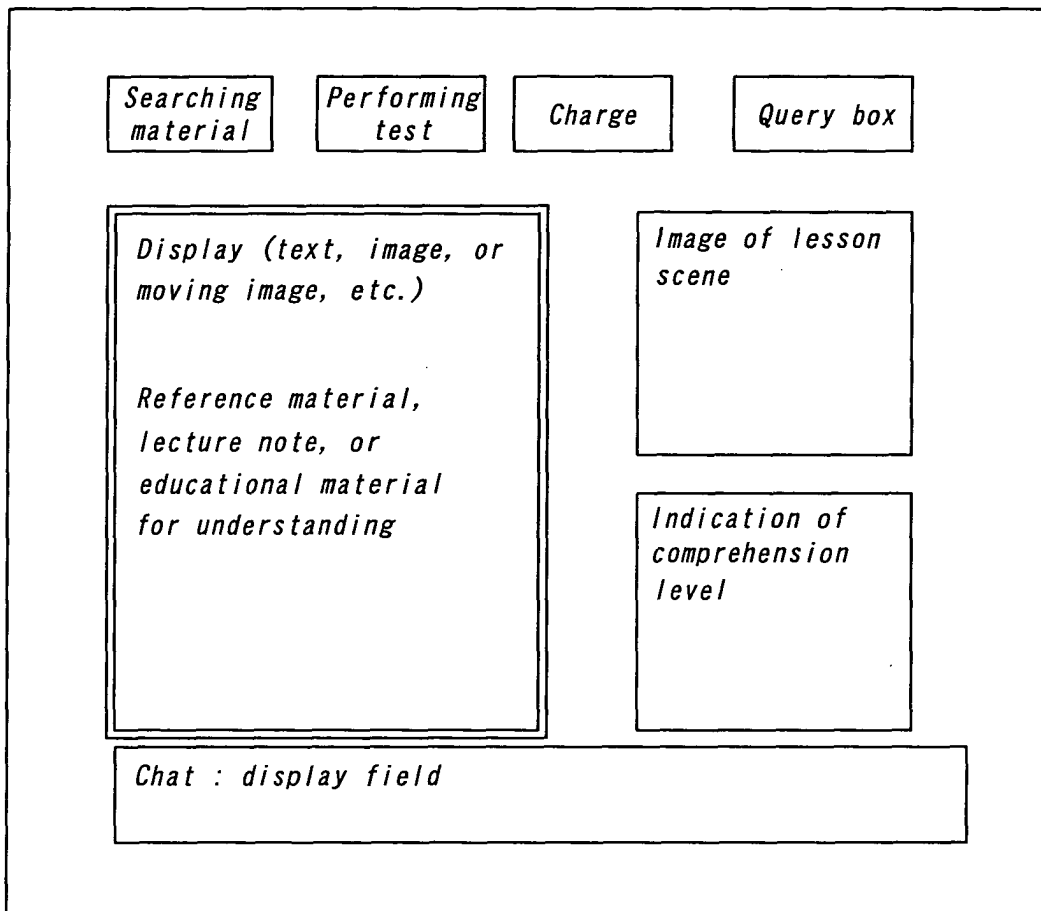 Searching
material
Performing
test
Charge
Query box
Display (text, image, or
moving image, etc.)
Reference material,
lecture note, or
educational material
for understanding
Image of lesson
scene
Indication of
comprehension
level
Chat : display field